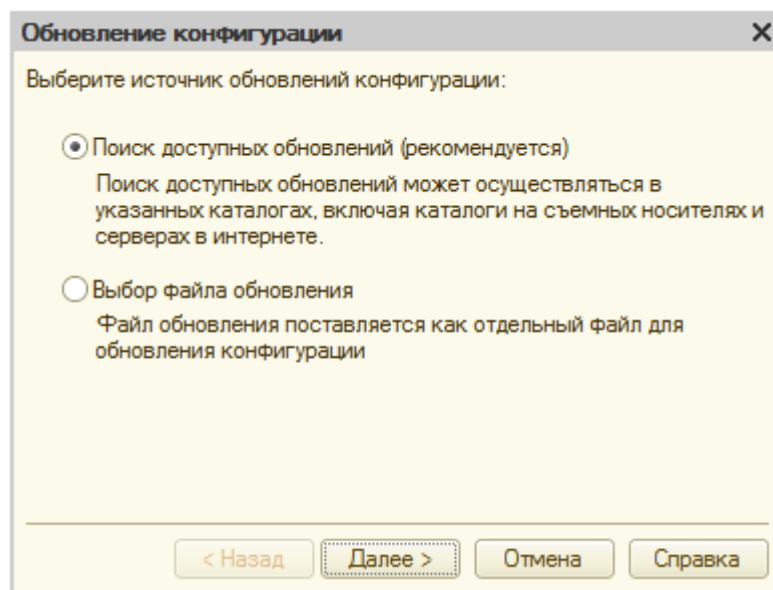 Обновление конфигурации
Выберите источник обновлений конфигурации:
Поиск доступных обновлений (рекомендуется)
Поиск доступных обновлений может осуществляться в
указанных каталогах, включая каталоги на съемных носителях и
серверах в интернете.
Выбор файла обновления
Файл обновления поставляется как отдельный файл для
обновления конфигурации
< Назад Далее > Отмена Справка